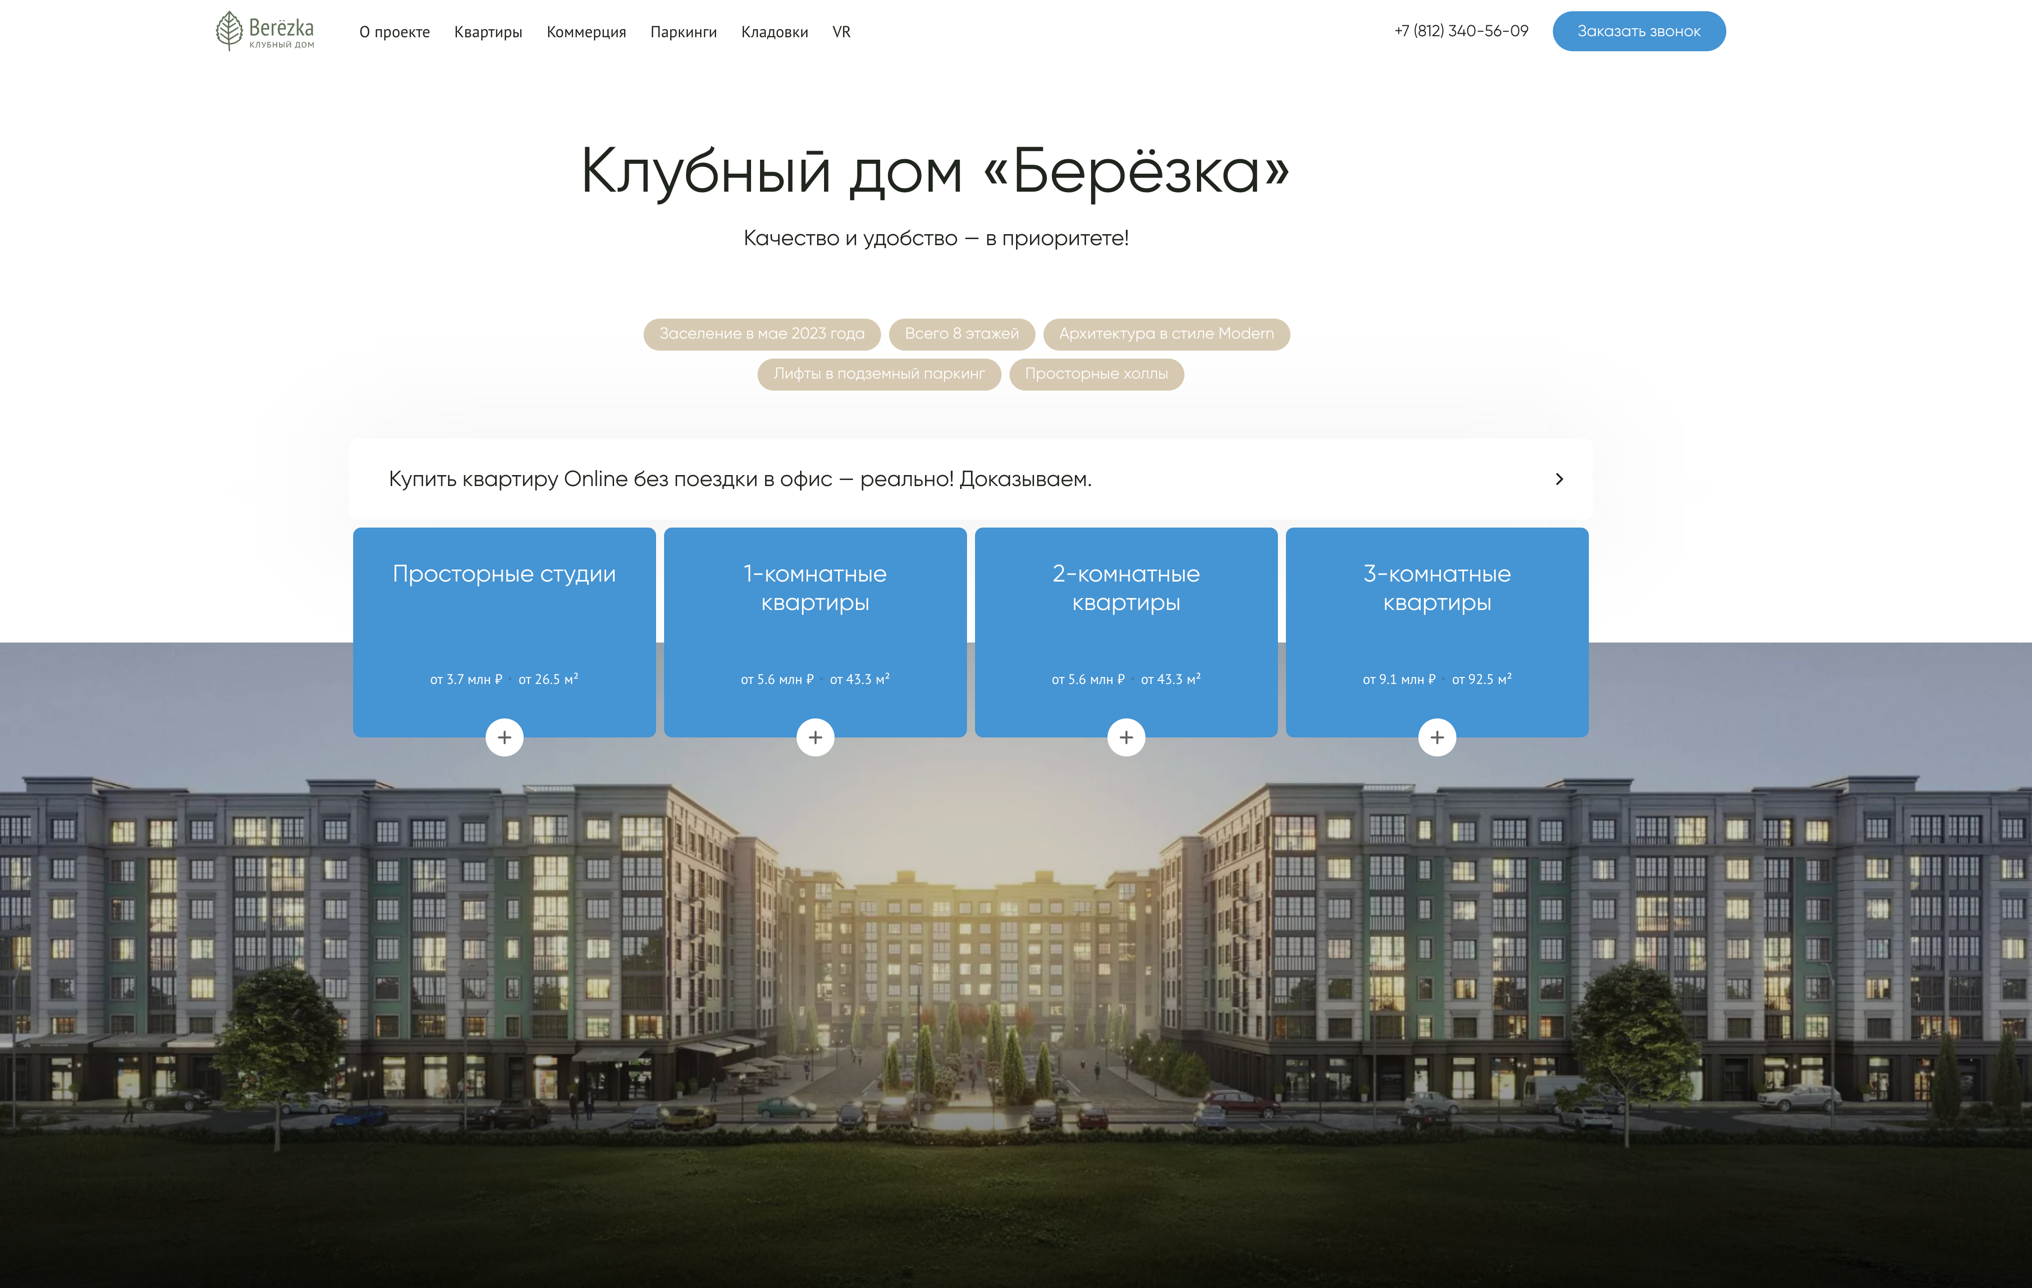 Berёzka
КЛУБНЫЙ ДОМ
О проекте Квартиры Коммерция Паркинги Кладовки VR
+7 (812) 340-56-09
Заказать звонок
Клубный дом «Берёзка»
Качество и удобство — в приоритете!
Заселение в мае 2023 года
Всего 8 этажей
Архитектура в стиле Modern
Лифты в подземный паркинг
Просторные холлы
Купить квартиру Online без поездки в офис — реально! Доказываем.
Просторные студии
от 3.7 млн ₽ · от 26.5 м²
1-комнатные
квартиры
от 5.6 млн ₽ · от 43.3 м²
2-комнатные
квартиры
от 5.6 млн ₽ · от 43.3 м²
3-комнатные
квартиры
от 9.1 млн ₽ · от 92.5 м²